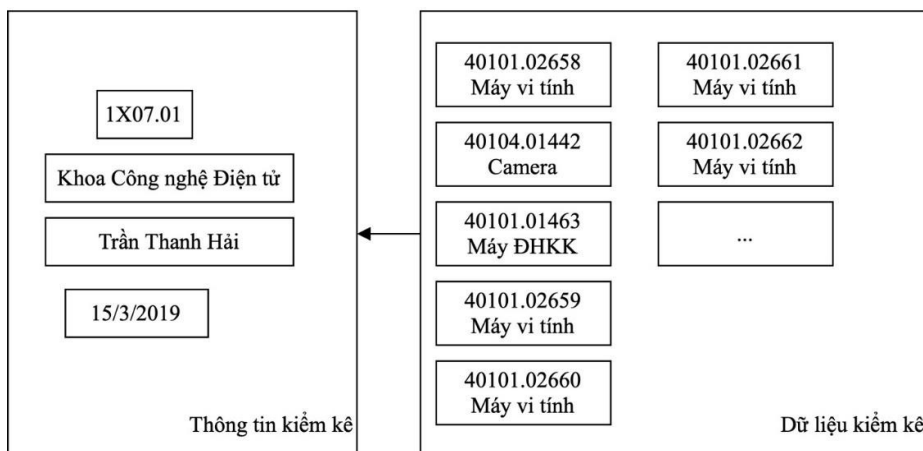 1X07.01
Khoa Công nghệ Điện tử
Trần Thanh Hải
15/3/2019
Thông tin kiểm kê
40101.02658
Máy vi tính
40104.01442
Camera
40101.01463
Máy ĐHKK
40101.02659
Máy vi tính
40101.02660
Máy vi tính
40101.02661
Máy vi tính
40101.02662
Máy vi tính
...
Dữ liệu kiểm kê